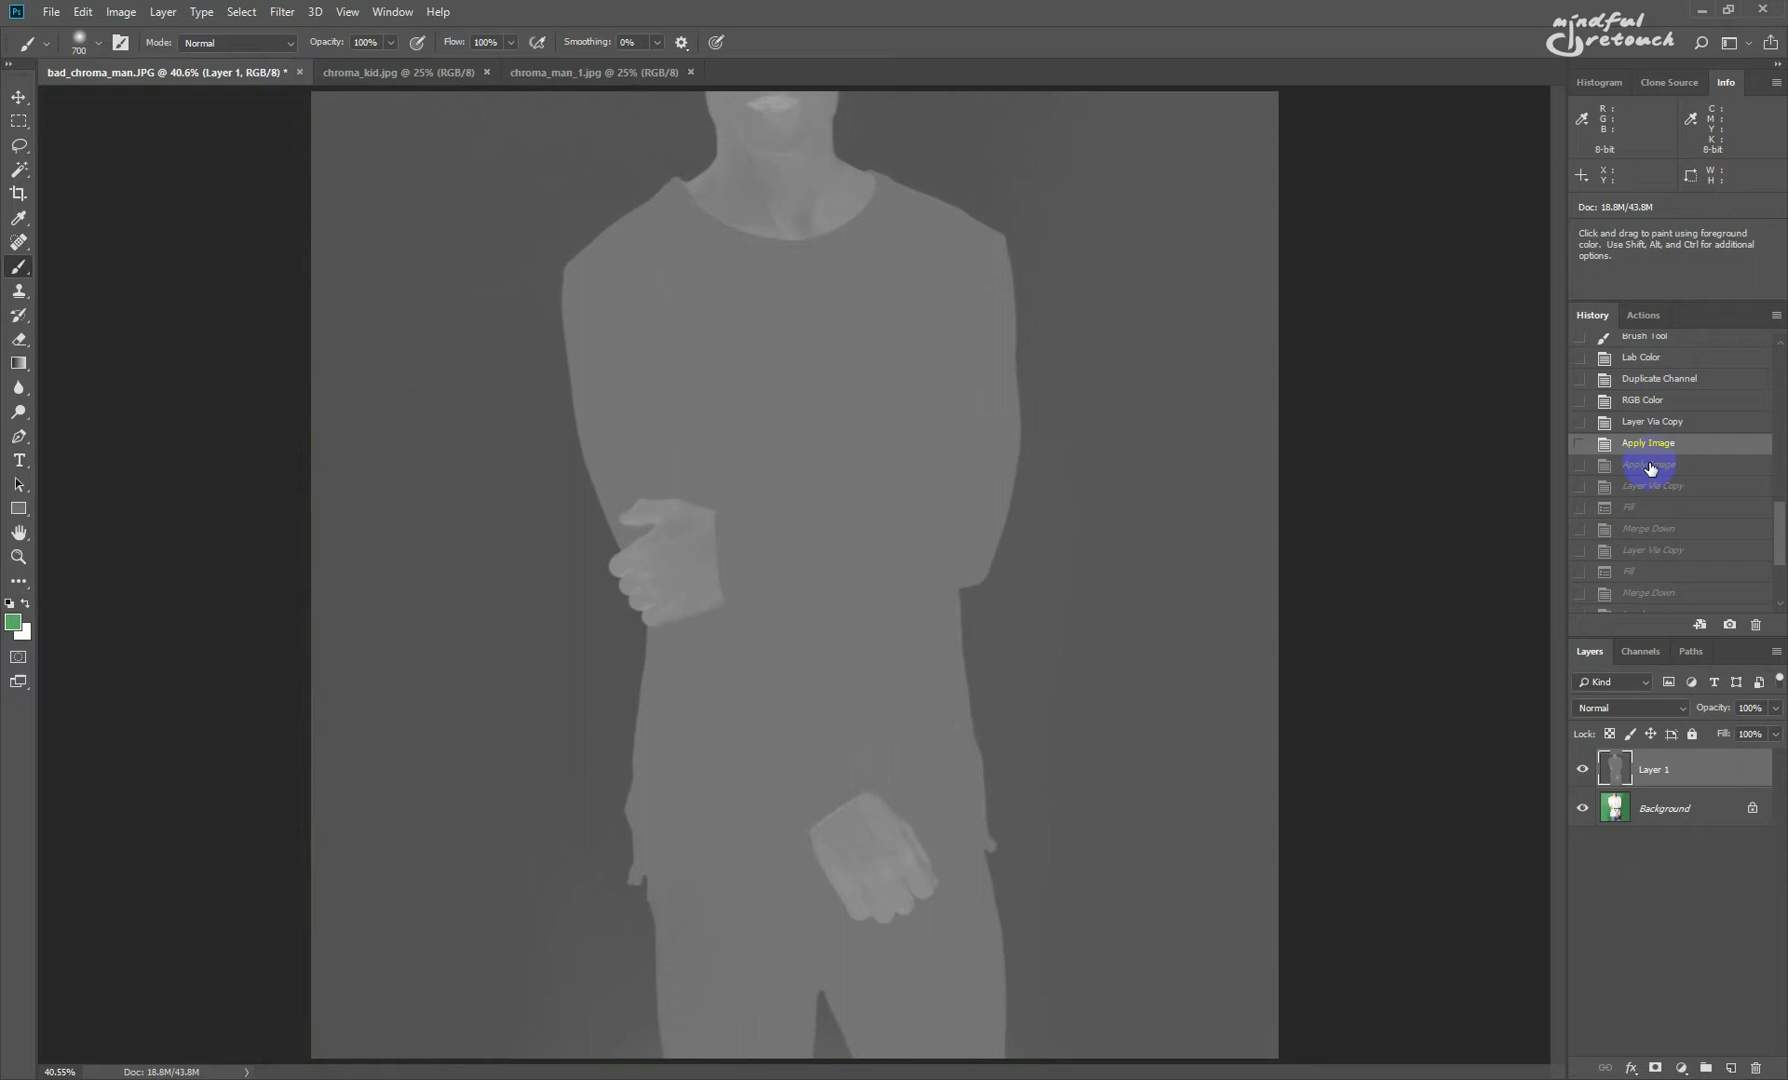 Ps File Edit Image Layer Type Select Filter 3D View Window Help
mindful retouch
700 Mode: Normal Opacity: 100% Flow: 100% Smoothing: 0%
bad_chroma_man.JPG @ 40.6% (Layer 1, RGB/8) * × chroma_kid.jpg @ 25% (RGB/8) × chroma_man_1.jpg @ 25% (RGB/8) ×
Histogram Clone Source Info
R : C :
G : M :
B : Y :
K :
8-bit 8-bit
X : W :
Y : H :
Doc: 18.8M/43.8M
Click and drag to paint using foreground
color. Use Shift, Alt, and Ctrl for additional
options.
History Actions
Brush Tool
Lab Color
Duplicate Channel
RGB Color
Layer Via Copy
Apply Image
Apply Image
Layer Via Copy
Fill
Merge Down
Layer Via Copy
Fill
Merge Down
Layers Channels Paths
Kind
Normal Opacity: 100%
Lock: Fill: 100%
Layer 1
Background
fx
40.55% Doc: 18.8M/43.8M